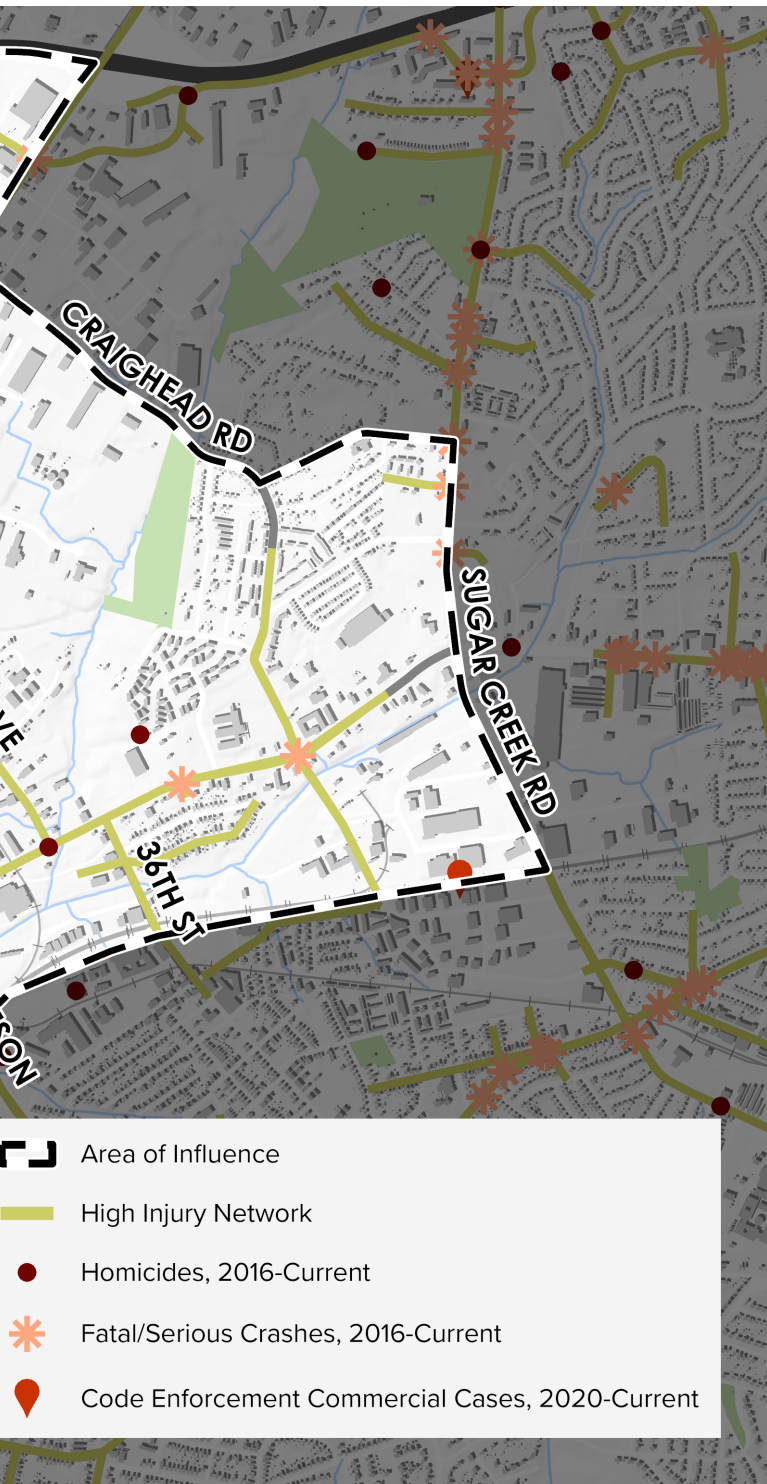 CRAIGHEAD RD
SUGAR CREEK RD
VE
36TH ST
SON
Area of Influence
High Injury Network
Homicides, 2016-Current
Fatal/Serious Crashes, 2016-Current
Code Enforcement Commercial Cases, 2020-Current